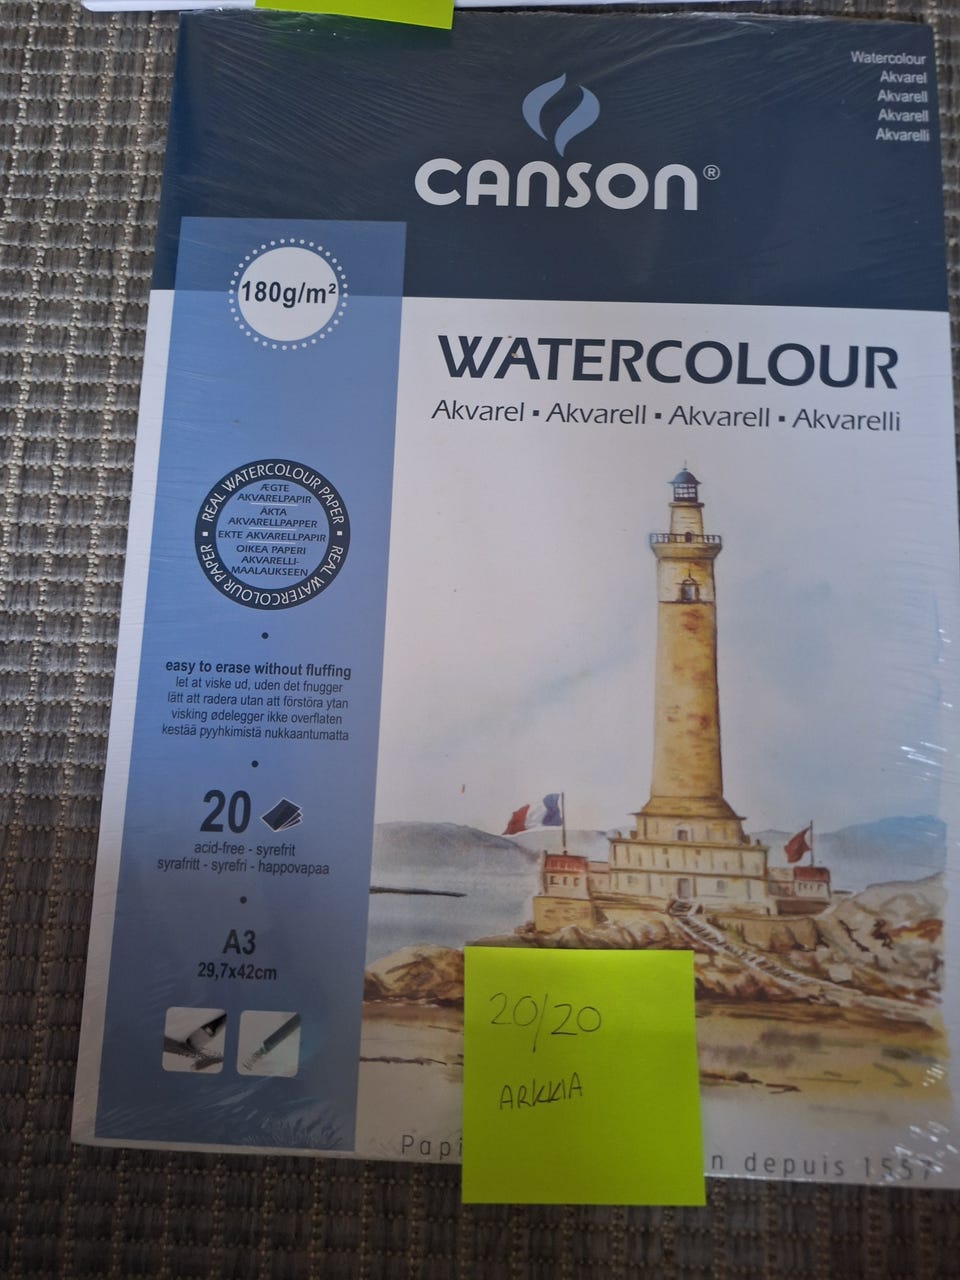 Watercolour
Akvarel
Akvarell
Akvarell
Akvarelli
CANSON®
180g/m²
WATERCOLOUR
Akvarel ▪ Akvarell ▪ Akvarell ▪ Akvarelli
REAL WATERCOLOUR PAPER ▪ REAL WATERCOLOUR PAPER ▪
ÆGTE
AKVARELPAPIR
ÄKTA
AKVARELLPAPPER
EKTE AKVARELLPAPIR
OIKEA PAPERI
AKVARELLI-
MAALAUKSEEN
easy to erase without fluffing
let at viske ud, uden det fnugger
lätt att radera utan att förstöra ytan
visking ødelegger ikke overflaten
kestää pyyhkimistä nukkaantumatta
20
acid-free - syrefrit
syrafritt - syrefri - happovapaa
A3
29,7x42cm
20/20
ARKKIA
depuis 1557